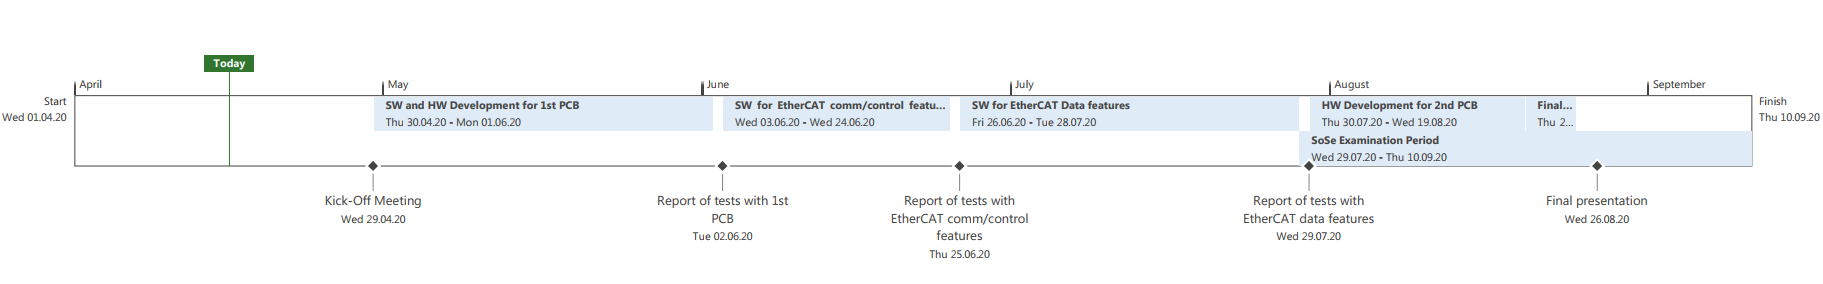 Today
April
May
June
July
August
September
Start
Wed 01.04.20
SW and HW Development for 1st PCB
Thu 30.04.20 - Mon 01.06.20
SW for EtherCAT comm/control featu...
Wed 03.06.20 - Wed 24.06.20
SW for EtherCAT Data features
Fri 26.06.20 - Tue 28.07.20
HW Development for 2nd PCB
Thu 30.07.20 - Wed 19.08.20
Final...
Thu 2...
Finish
Thu 10.09.20
SoSe Examination Period
Wed 29.07.20 - Thu 10.09.20
Kick-Off Meeting
Wed 29.04.20
Report of tests with 1st
PCB
Tue 02.06.20
Report of tests with
EtherCAT comm/control
features
Thu 25.06.20
Report of tests with
EtherCAT data features
Wed 29.07.20
Final presentation
Wed 26.08.20